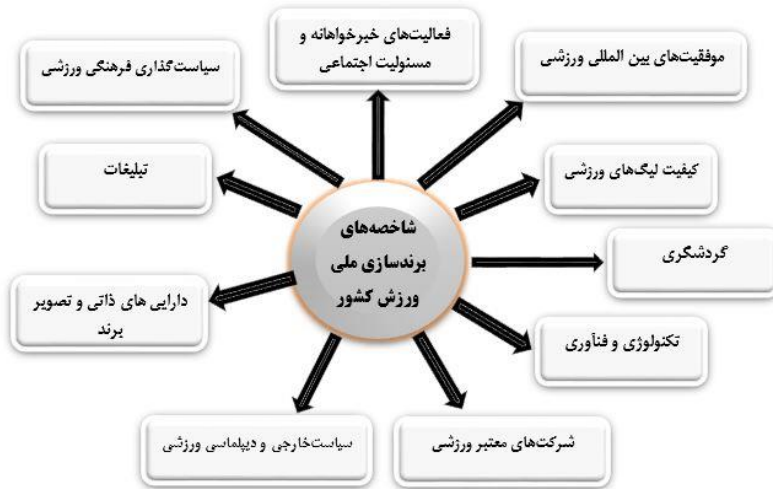 فعالیت‌های خیرخواهانه و
مسئولیت اجتماعی
موفقیت‌های بین المللی ورزشی
سیاست‌گذاری فرهنگی ورزشی
کیفیت لیگ‌های ورزشی
تبلیغات
شاخصه‌های
برندسازی ملی
ورزش کشور
گردشگری
دارایی های ذاتی و تصویر
برند
تکنولوژی و فنآوری
شرکت‌های معتبر ورزشی
سیاست‌خارجی و دیپلماسی ورزشی